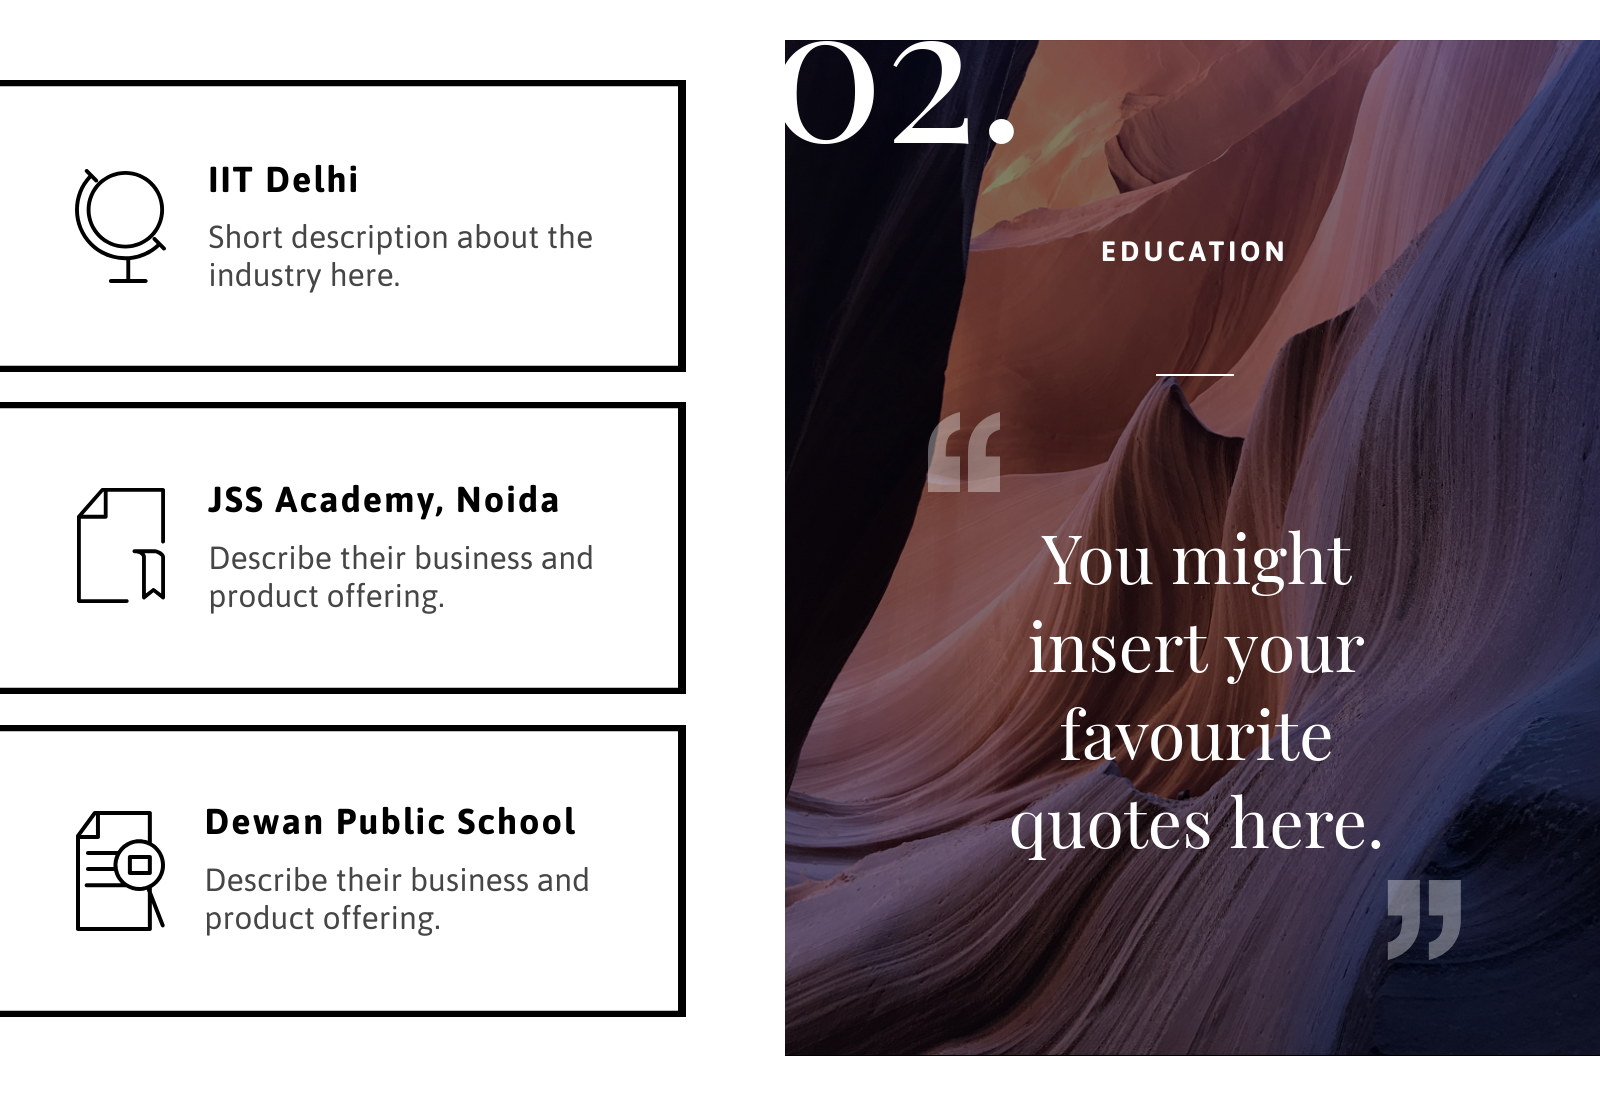 IIT Delhi
Short description about the
industry here.
JSS Academy, Noida
Describe their business and
product offering.
Dewan Public School
Describe their business and
product offering.
02.
EDUCATION
“
You might
insert your
favourite
quotes here.
”